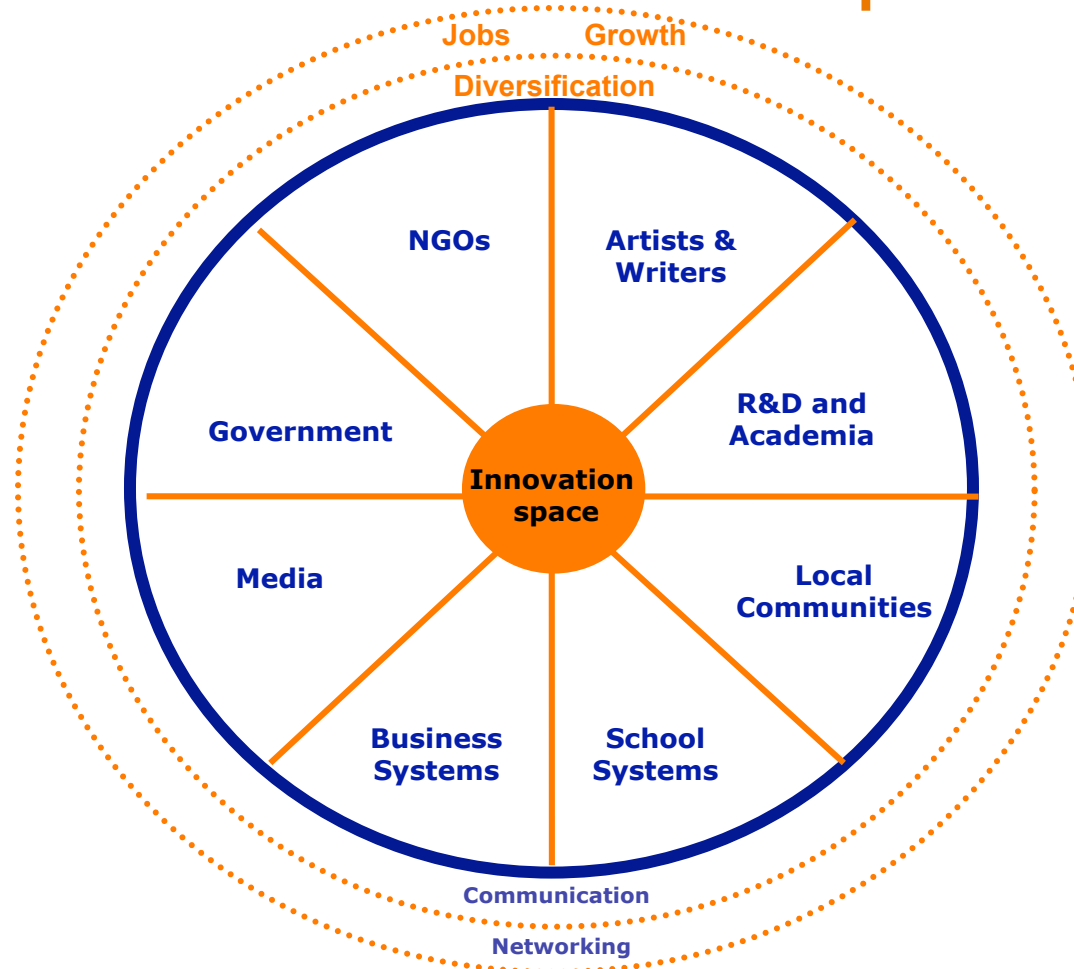 Jobs Growth
Diversification
NGOs
Artists &
Writers
Government
R&D and
Academia
Innovation
space
Media
Local
Communities
Business
Systems
School
Systems
Communication
Networking